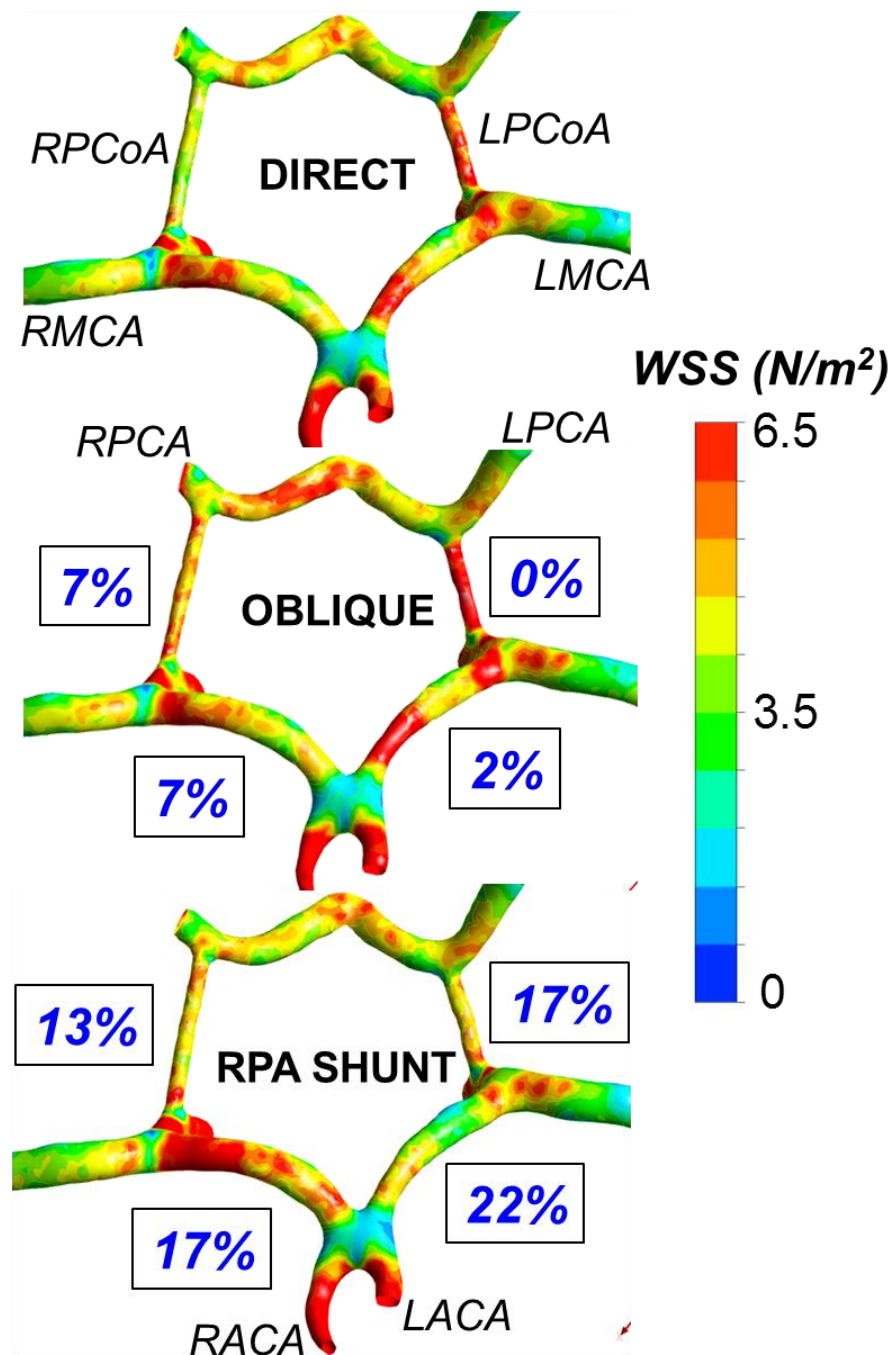 RPCoA
LPCoA
DIRECT
LMCA
RMCA
WSS (N/m²)
6.5
3.5
0
RPCA
LPCA
7%
0%
OBLIQUE
7%
2%
13%
17%
RPA SHUNT
17%
22%
RACA
LACA